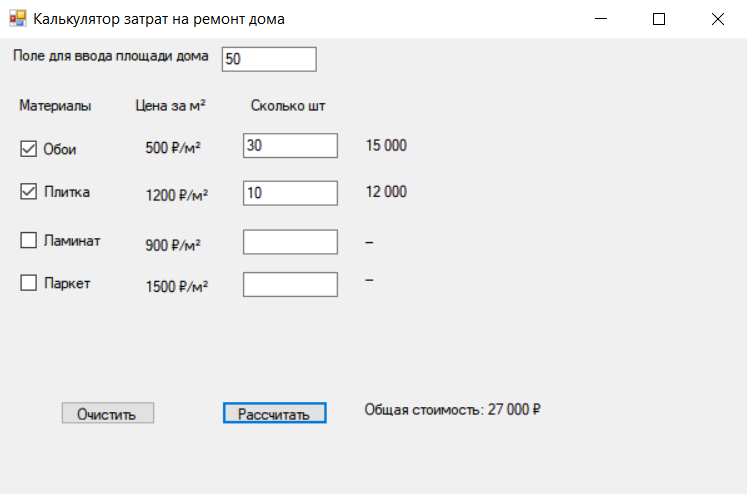 Калькулятор затрат на ремонт дома
Поле для ввода площади дома 50
Материалы Цена за м² Сколько шт
Обои 500 ₽/м² 30 15 000
Плитка 1200 ₽/м² 10 12 000
Ламинат 900 ₽/м² –
Паркет 1500 ₽/м² –
Очистить Рассчитать Общая стоимость: 27 000 ₽